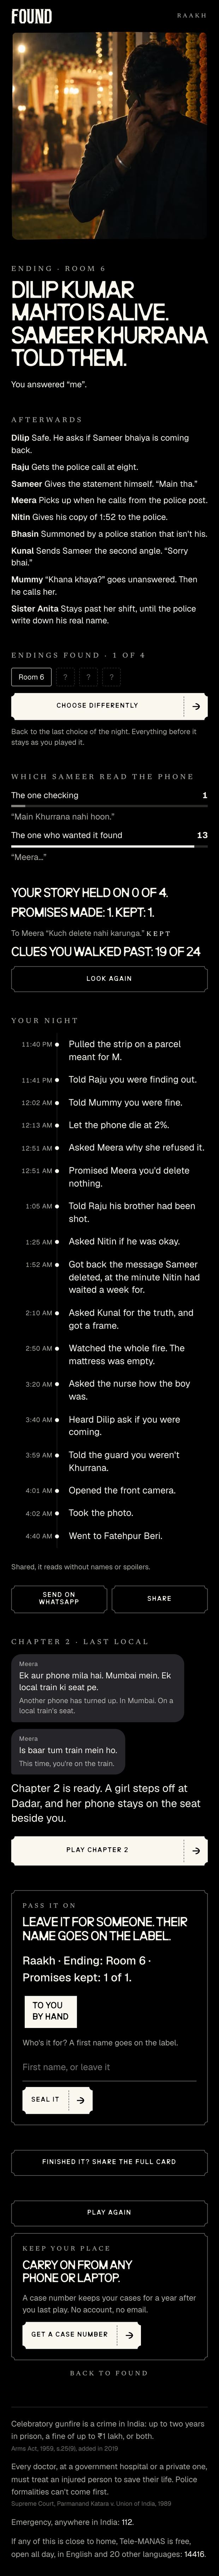 FOUND
RAAKH
ENDING · ROOM 6
DILIP KUMAR
MAHTO IS ALIVE.
SAMEER KHURRANA
TOLD THEM.
You answered “me”.
AFTERWARDS
Dilip Safe. He asks if Sameer bhaiya is coming
back.
Raju Gets the police call at eight.
Sameer Gives the statement himself. “Main tha.”
Meera Picks up when he calls from the police post.
Nitin Gives his copy of 1:52 to the police.
Bhasin Summoned by a police station that isn't his.
Kunal Sends Sameer the second angle. “Sorry
bhai.”
Mummy “Khana khaya?” goes unanswered. Then
he calls her.
Sister Anita Stays past her shift, until the police
write down his real name.
ENDINGS FOUND · 1 OF 4
Room 6
?
?
?
CHOOSE DIFFERENTLY
Back to the last choice of the night. Everything before it
stays as you played it.
WHICH SAMEER READ THE PHONE
The one checking 1
“Main Khurrana nahi hoon.”
The one who wanted it found 13
“Meera…”
YOUR STORY HELD ON 0 OF 4.
PROMISES MADE: 1. KEPT: 1.
To Meera “Kuch delete nahi karunga.” KEPT
CLUES YOU WALKED PAST: 19 OF 24
LOOK AGAIN
YOUR NIGHT
11:40 PM Pulled the strip on a parcel
meant for M.
11:41 PM Told Raju you were finding out.
12:02 AM Told Mummy you were fine.
12:13 AM Let the phone die at 2%.
12:51 AM Asked Meera why she refused it.
12:51 AM Promised Meera you'd delete
nothing.
1:05 AM Told Raju his brother had been
shot.
1:25 AM Asked Nitin if he was okay.
1:52 AM Got back the message Sameer
deleted, at the minute Nitin had
waited a week for.
2:10 AM Asked Kunal for the truth, and
got a frame.
2:50 AM Watched the whole fire. The
mattress was empty.
3:20 AM Asked the nurse how the boy
was.
3:40 AM Heard Dilip ask if you were
coming.
3:59 AM Told the guard you weren't
Khurrana.
4:01 AM Opened the front camera.
4:02 AM Took the photo.
4:40 AM Went to Fatehpur Beri.
Shared, it reads without names or spoilers.
SEND ON
WHATSAPP
SHARE
CHAPTER 2 · LAST LOCAL
Meera
Ek aur phone mila hai. Mumbai mein. Ek
local train ki seat pe.
Another phone has turned up. In Mumbai. On a
local train's seat.
Meera
Is baar tum train mein ho.
This time, you're on the train.
Chapter 2 is ready. A girl steps off at
Dadar, and her phone stays on the seat
beside you.
PLAY CHAPTER 2
PASS IT ON
LEAVE IT FOR SOMEONE. THEIR
NAME GOES ON THE LABEL.
Raakh · Ending: Room 6 ·
Promises kept: 1 of 1.
TO YOU
BY HAND
Who's it for? A first name goes on the label.
First name, or leave it
SEAL IT
FINISHED IT? SHARE THE FULL CARD
PLAY AGAIN
KEEP YOUR PLACE
CARRY ON FROM ANY
PHONE OR LAPTOP.
A case number keeps your cases for a year after
you last play. No account, no email.
GET A CASE NUMBER
BACK TO FOUND
Celebratory gunfire is a crime in India: up to two years
in prison, a fine of up to ₹1 lakh, or both.
Arms Act, 1959, s.25(9), added in 2019
Every doctor, at a government hospital or a private one,
must treat an injured person to save their life. Police
formalities can't come first.
Supreme Court, Parmanand Katara v. Union of India, 1989
Emergency, anywhere in India: 112.
If any of this is close to home, Tele-MANAS is free,
open all day, in English and 20 other languages: 14416.